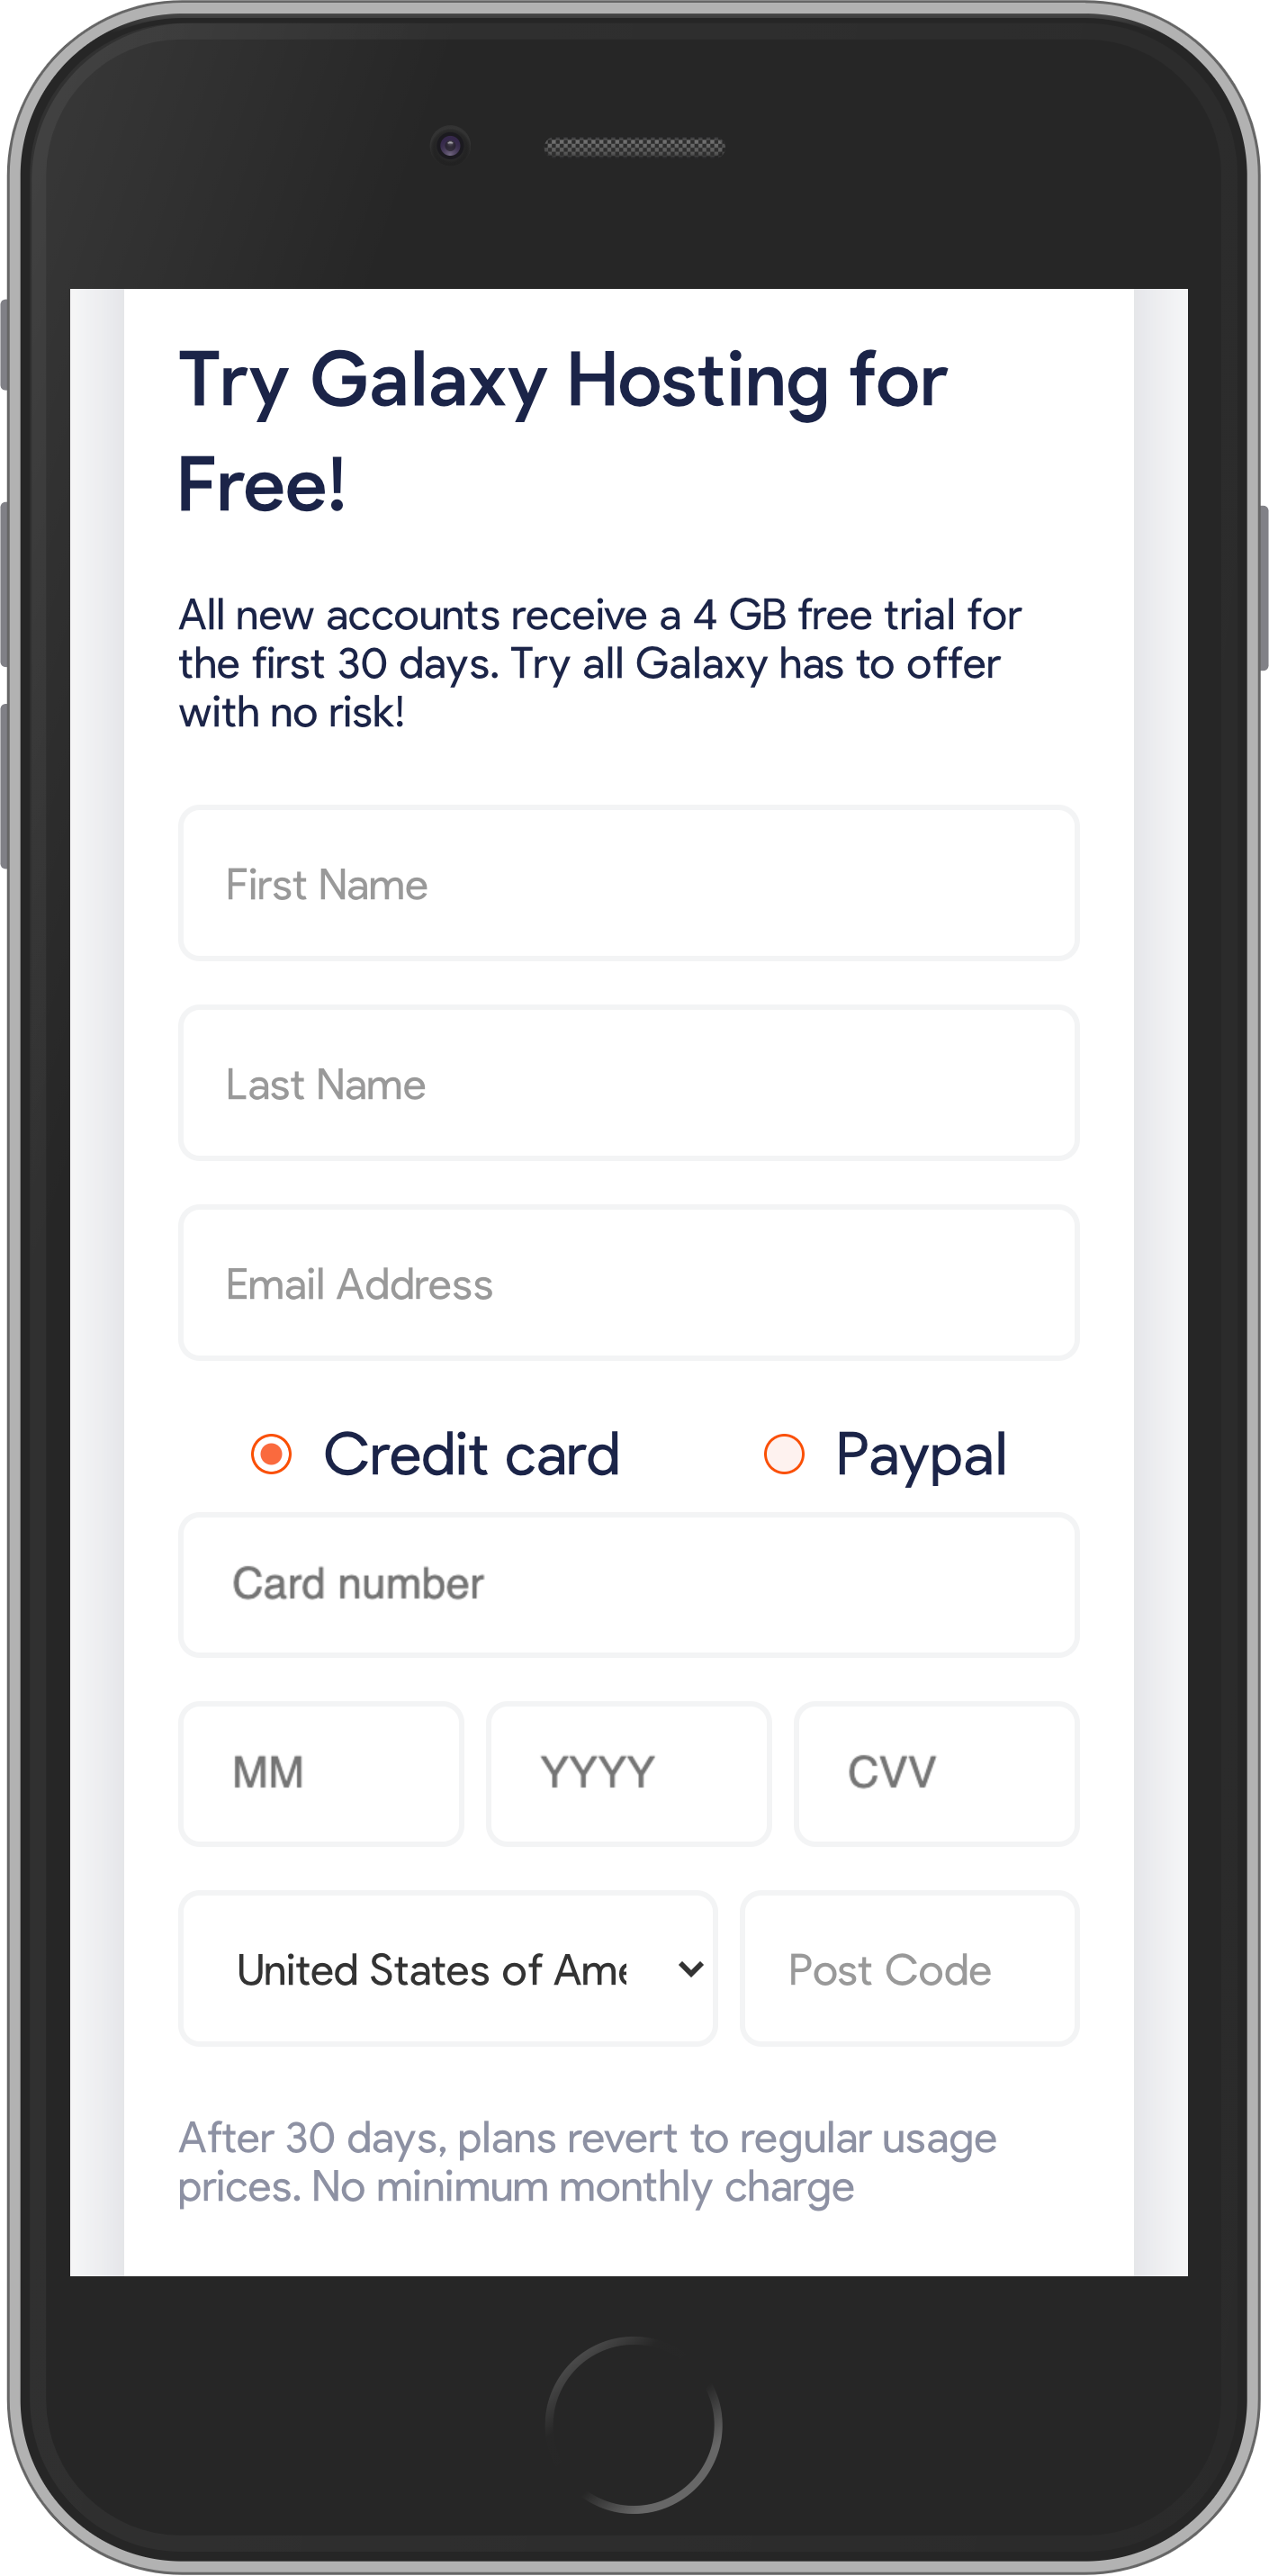 Try Galaxy Hosting for
Free!
All new accounts receive a 4 GB free trial for
the first 30 days. Try all Galaxy has to offer
with no risk!
First Name
Last Name
Email Address
Credit card Paypal
Card number
MM YYYY CVV
United States of Ame Post Code
After 30 days, plans revert to regular usage
prices. No minimum monthly charge